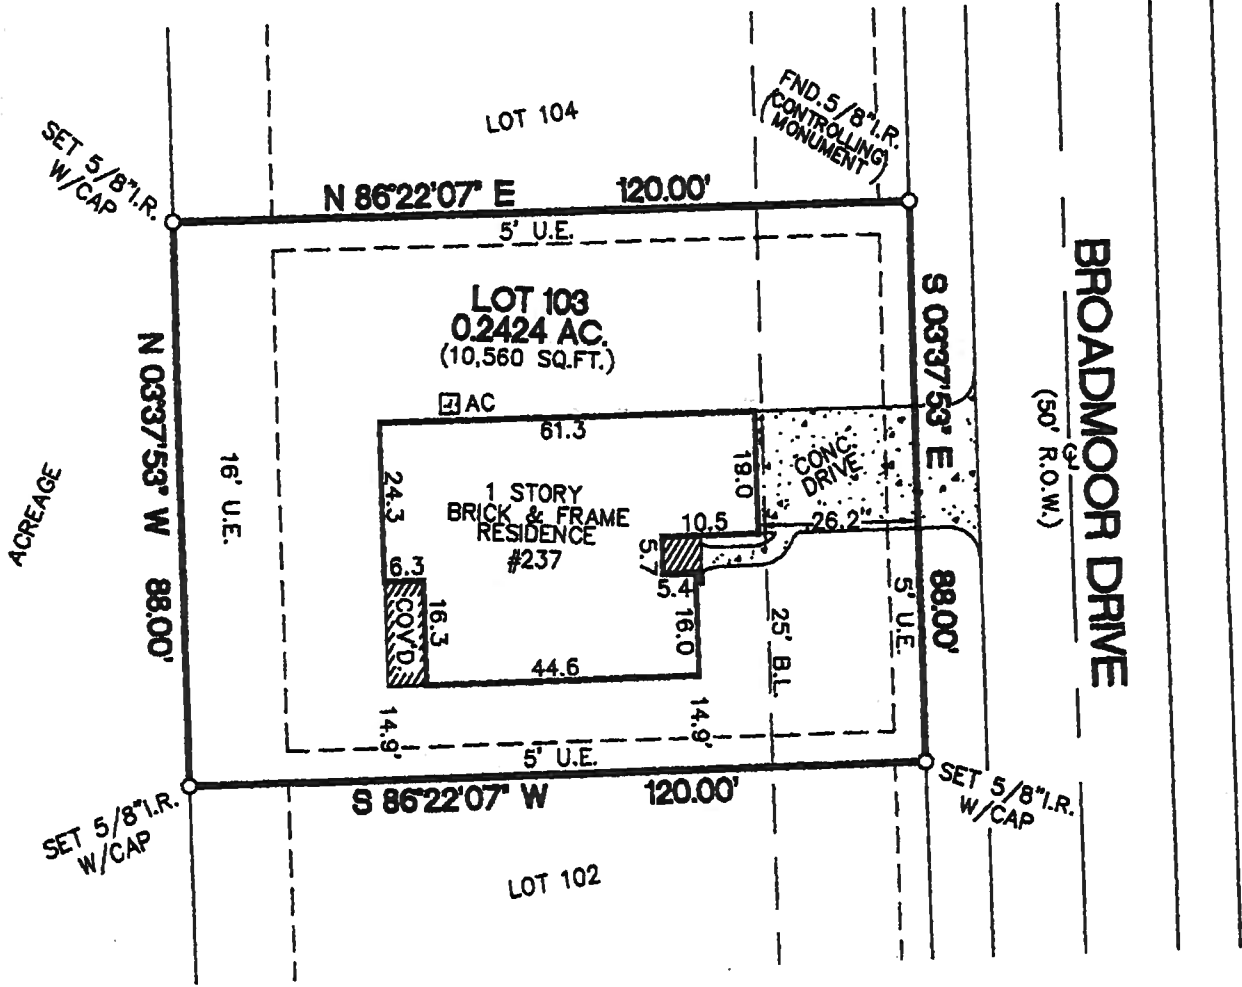 LOT 104
FND. 5/8" I.R.
(CONTROLLING
MONUMENT)
SET 5/8" I.R.
W/CAP
N 86°22'07" E 120.00'
5' U.E.
LOT 103
0.2424 AC.
(10,560 SQ.FT.)
AC
61.3
S 03°37'53" E
88.00'
BROADMOOR DRIVE
(50' R.O.W.)
N 03°37'53" W
88.00'
ACREAGE
16' U.E.
24.3
1 STORY
BRICK & FRAME
RESIDENCE
#237
19.0
CONC.
DRIVE
10.5
26.2'
5.7
5.4
6.3
COV'D.
16.3
16.0
44.6
25' B.L.
5' U.E.
14.9'
14.9'
5' U.E.
S 86°22'07" W 120.00'
SET 5/8" I.R.
W/CAP
SET 5/8" I.R.
W/CAP
LOT 102